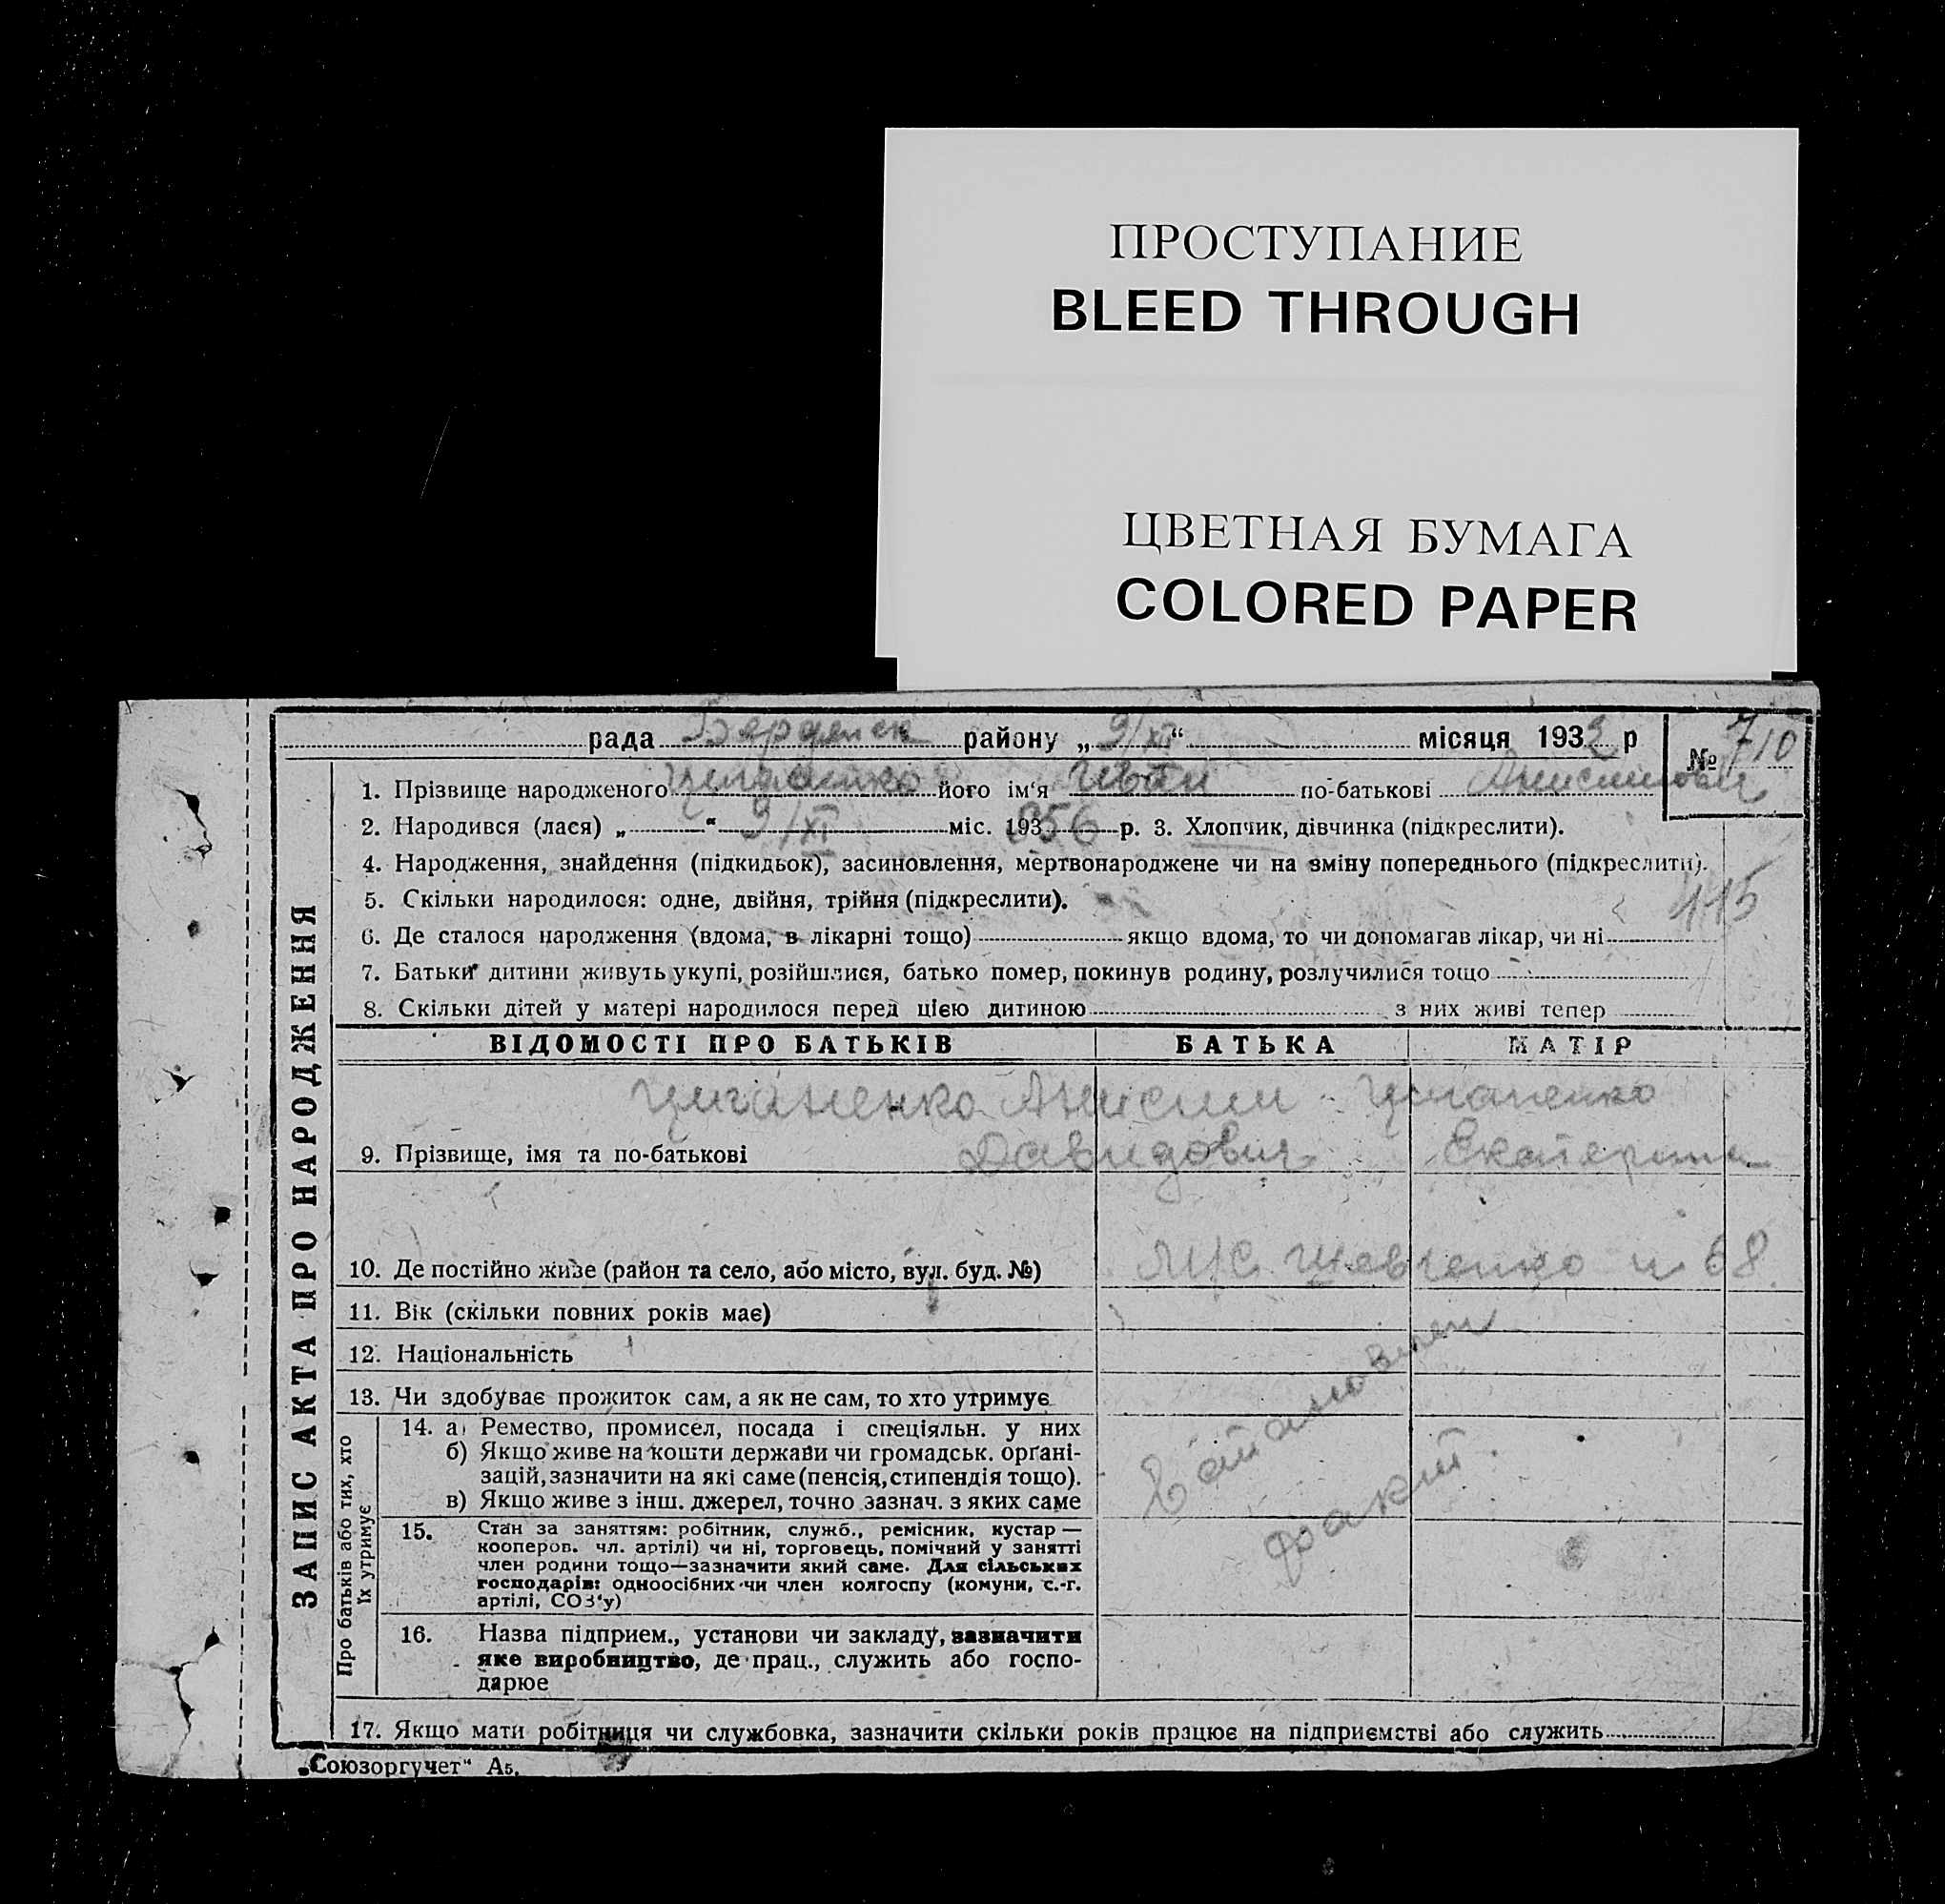 ПРОСТУПАНИЕ
BLEED THROUGH
ЦВЕТНАЯ БУМАГА
COLORED PAPER
рада Бердянск району „ 9/XI “ місяця 1933 р
№ 710
1. Прізвище народженого Циганенко його ім‘я Иван по-батькові Анисимович
2. Народився (лася) „ “ 9/XI міс. 193 р. 3. Хлопчик, дівчинка (підкреслити).
4. Народження, знайдення (підкидьок), засиновлення, мертвонароджене чи на зміну попереднього (підкреслити).
5. Скільки народилося: одне, двійня, трійня (підкреслити).
115
6. Де сталося народження (вдома, в лікарні тощо) якщо вдома, то чи допомагав лікар, чи ні
7. Батьки дитини живуть укупі, розійшлися, батько помер, покинув родину, розлучилися тощо
8. Скільки дітей у матері народилося перед цією дитиною з них живі тепер
ЗАПИС АКТА ПРО НАРОДЖЕННЯ
ВІДОМОСТІ ПРО БАТЬКІВ БАТЬКА МАТІР
Циганенко Анисим Циганенко
9. Прізвище, імя та по-батькові Давидович Екатерина
10. Де постійно живе (район та село, або місто, вул. буд. №) Шевченко 68
11. Вік (скільки повних років має)
12. Національність
13. Чи здобуває прожиток сам, а як не сам, то хто утримує
Про батьків або тих, хто
їх утримує
14. а) Ремество, промисел, посада і спеціяльн. у них
б) Якщо живе на кошти держави чи громадськ. орґані-
зацій, зазначити на які саме (пенсія, стипендія тощо).
в) Якщо живе з інш. джерел, точно зазнач. з яких саме
факт.
15. Стан за заняттям: робітник, служб., ремісник, кустар —
кооперов. чл. артілі) чи ні, торговець, помічний у занятті
член родини тощо—зазначити який саме. Для сільських
господарів: одноосібних чи член колгоспу (комуни, с.-г.
артілі, СОЗ‘у)
16. Назва підприєм., установи чи закладу, зазначити
яке виробництво, де прац., служить або госпо-
дарює
17. Якщо мати робітниця чи службовка, зазначити скільки років працює на підприємстві або служить
„Союзоргучет“ А5.